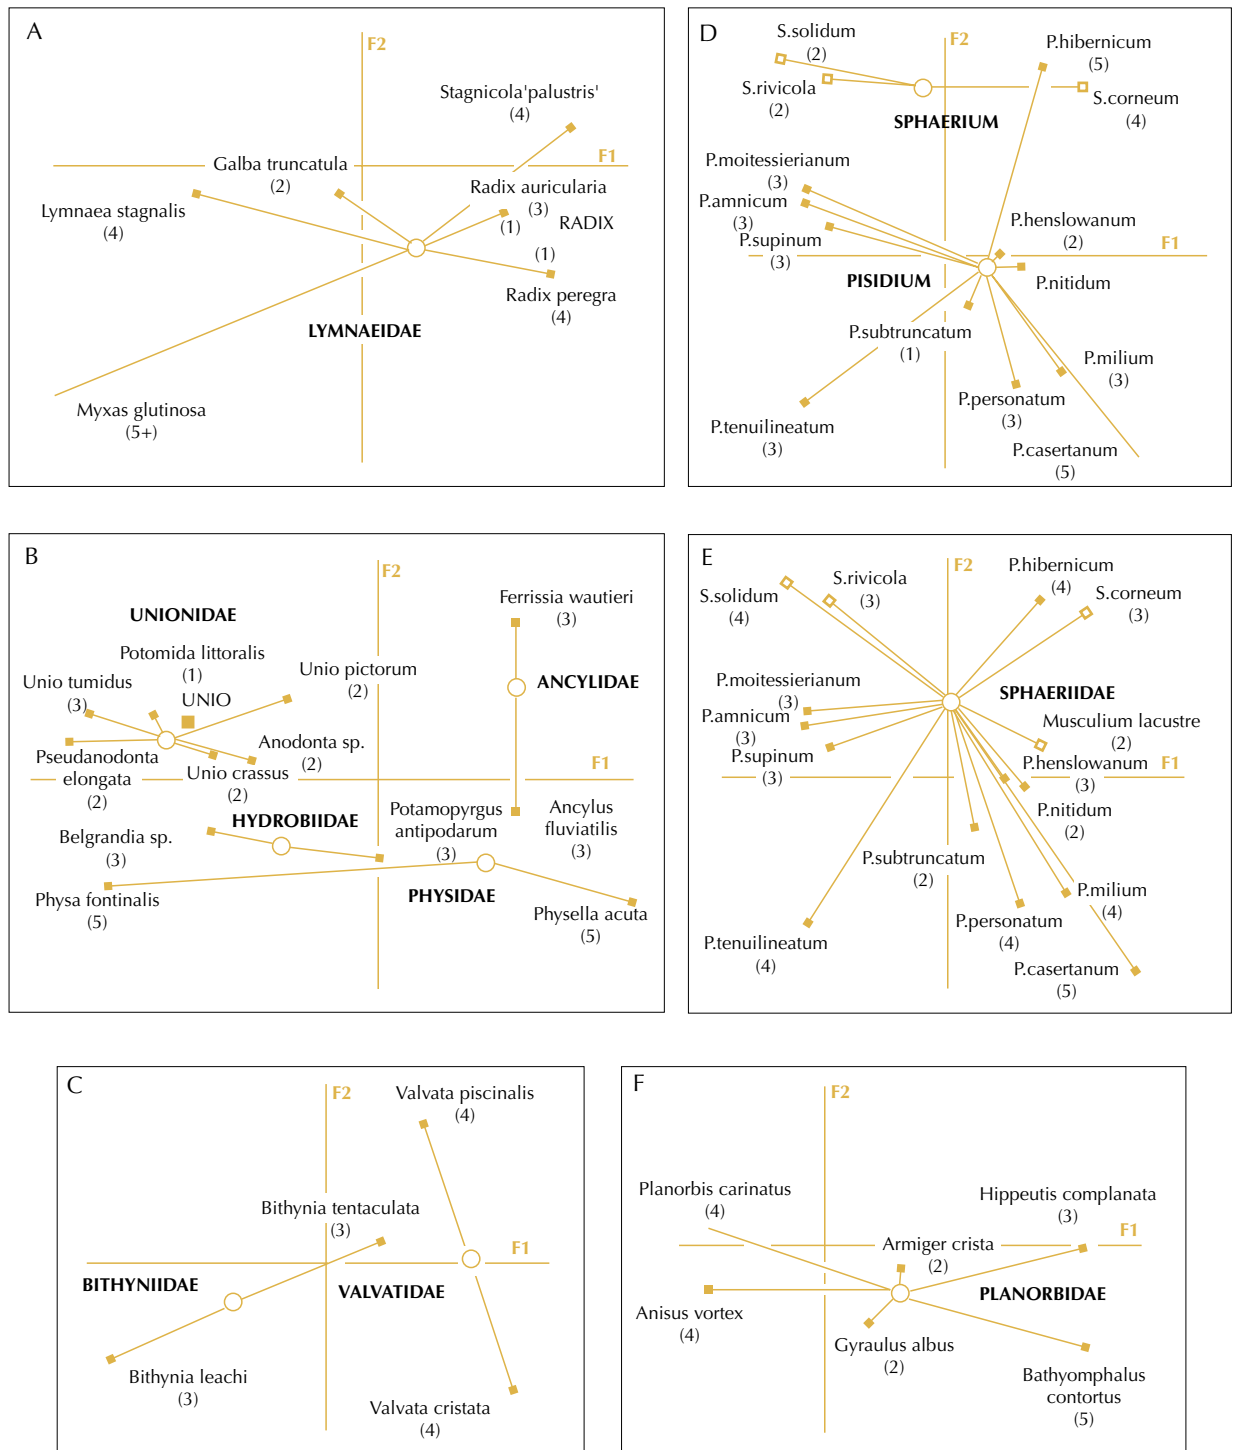 A
F2
Stagnicola'palustris'
(4)
F1
Galba truncatula
(2)
Radix auricularia
(3)
(1)
RADIX
Lymnaea stagnalis
(4)
(1)
Radix peregra
(4)
LYMNAEIDAE
Myxas glutinosa
(5+)
D
S.solidum
(2)
F2
P.hibernicum
(5)
S.rivicola
(2)
S.corneum
(4)
SPHAERIUM
P.moitessierianum
(3)
P.amnicum
(3)
P.supinum
(3)
P.henslowanum
(2)
F1
PISIDIUM
P.nitidum
P.subtruncatum
(1)
P.milium
(3)
P.personatum
(3)
P.tenuilineatum
(3)
P.casertanum
(5)
B
F2
UNIONIDAE
Ferrissia wautieri
(3)
Potomida littoralis
(1)
Unio pictorum
(2)
Unio tumidus
(3)
UNIO
ANCYLIDAE
Pseudanodonta
elongata
(2)
Anodonta sp.
(2)
Unio crassus
(2)
F1
HYDROBIIDAE
Potamopyrgus
antipodarum
(3)
Ancylus
fluviatilis
(3)
Belgrandia sp.
(3)
Physa fontinalis
(5)
PHYSIDAE
Physella acuta
(5)
E
F2
S.solidum
(4)
S.rivicola
(3)
P.hibernicum
(4)
S.corneum
(3)
P.moitessierianum
(3)
SPHAERIIDAE
P.amnicum
(3)
Musculium lacustre
(2)
P.supinum
(3)
P.henslowanum
(3)
F1
P.nitidum
(2)
P.subtruncatum
(2)
P.milium
(4)
P.personatum
(4)
P.tenuilineatum
(4)
P.casertanum
(5)
C
F2
Valvata piscinalis
(4)
Bithynia tentaculata
(3)
F1
BITHYNIIDAE
VALVATIDAE
Bithynia leachi
(3)
Valvata cristata
(4)
F
F2
Planorbis carinatus
(4)
Hippeutis complanata
(3)
F1
Armiger crista
(2)
PLANORBIDAE
Anisus vortex
(4)
Gyraulus albus
(2)
Bathyomphalus
contortus
(5)